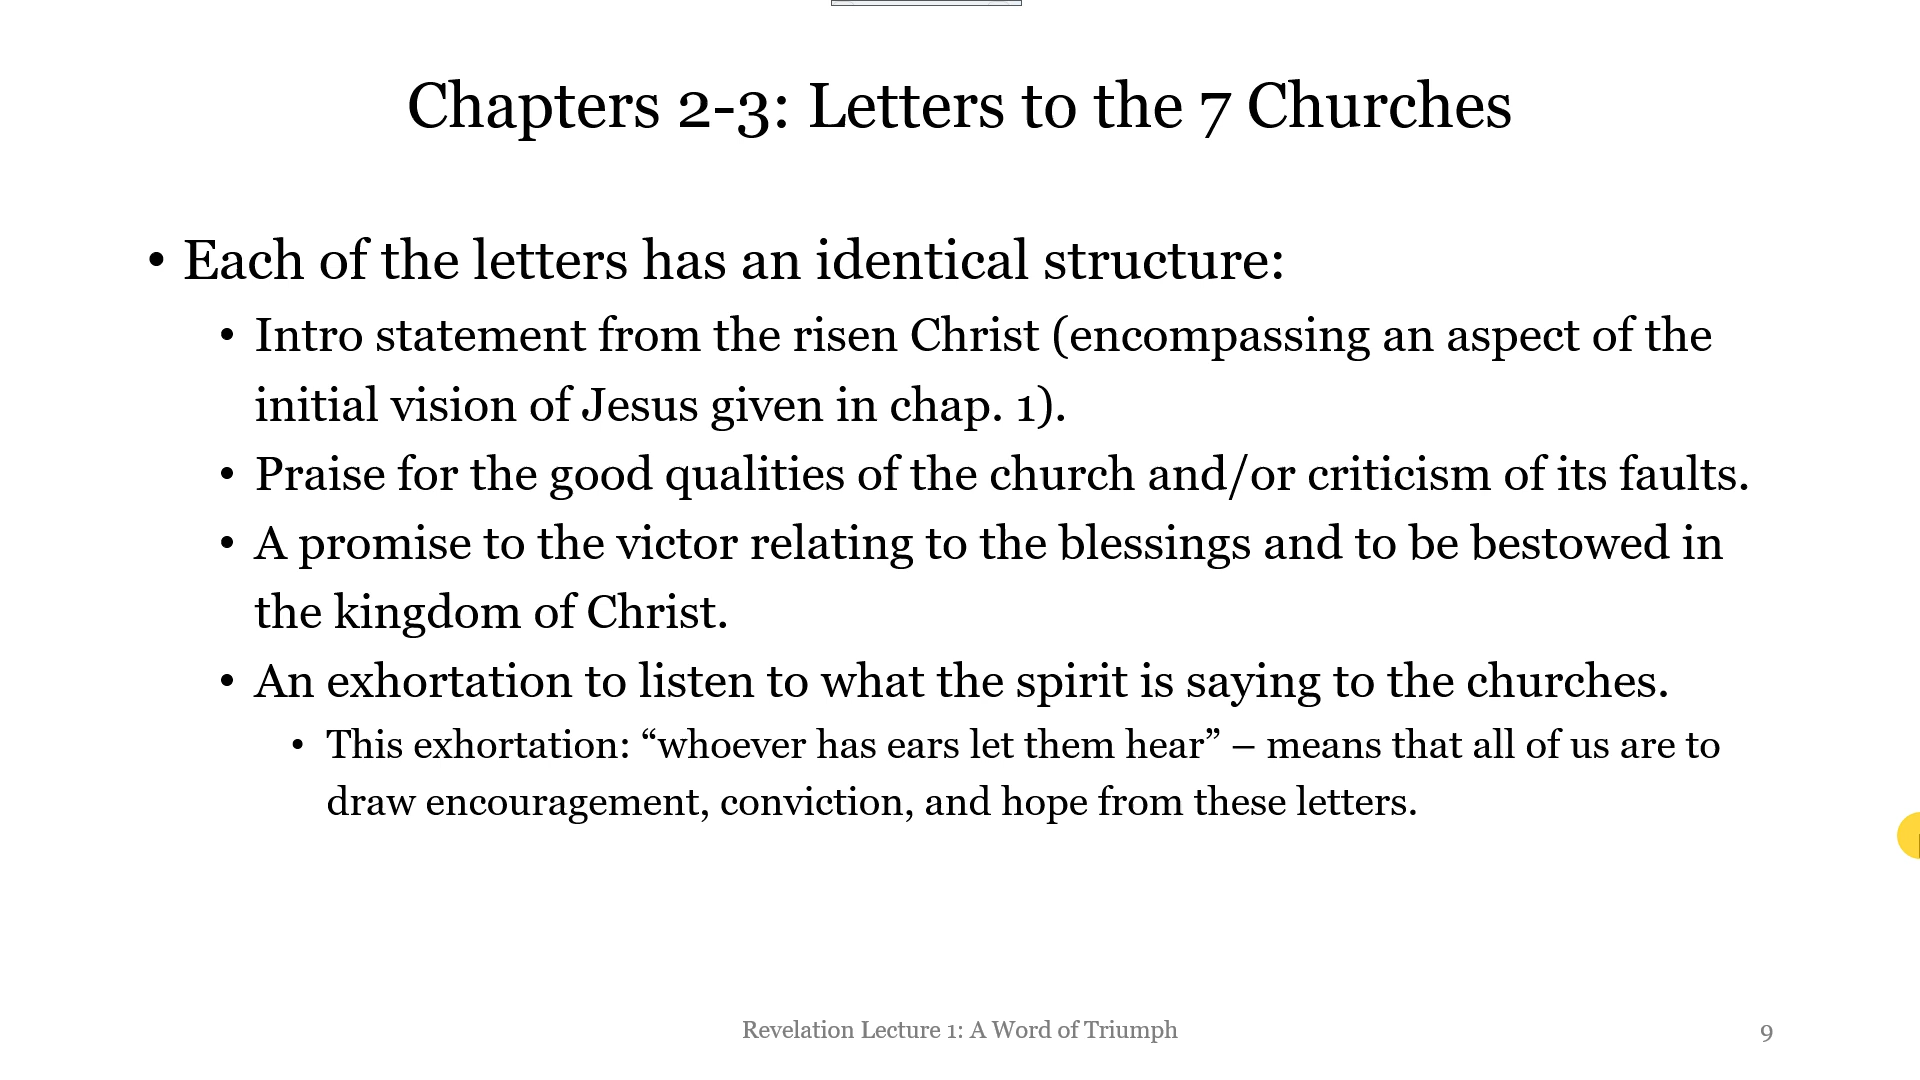 Chapters 2-3: Letters to the 7 Churches
• Each of the letters has an identical structure:
• Intro statement from the risen Christ (encompassing an aspect of the
initial vision of Jesus given in chap. 1).
• Praise for the good qualities of the church and/or criticism of its faults.
• A promise to the victor relating to the blessings and to be bestowed in
the kingdom of Christ.
• An exhortation to listen to what the spirit is saying to the churches.
• This exhortation: “whoever has ears let them hear” – means that all of us are to
draw encouragement, conviction, and hope from these letters.
Revelation Lecture 1: A Word of Triumph
9